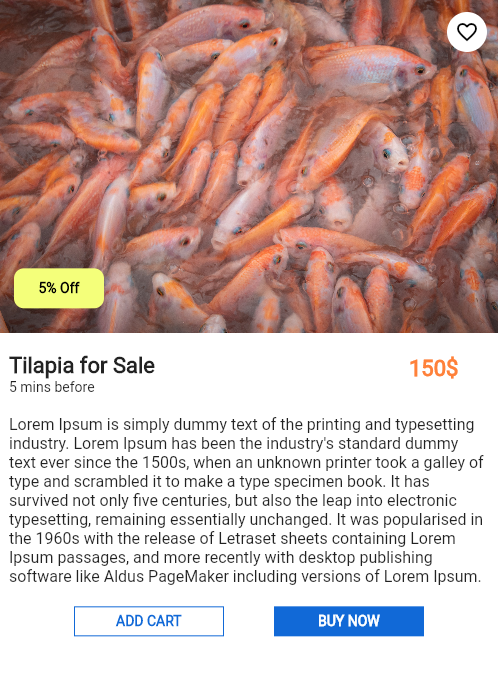 5% Off
Tilapia for Sale
150$
5 mins before
Lorem Ipsum is simply dummy text of the printing and typesetting
industry. Lorem Ipsum has been the industry's standard dummy
text ever since the 1500s, when an unknown printer took a galley of
type and scrambled it to make a type specimen book. It has
survived not only five centuries, but also the leap into electronic
typesetting, remaining essentially unchanged. It was popularised in
the 1960s with the release of Letraset sheets containing Lorem
Ipsum passages, and more recently with desktop publishing
software like Aldus PageMaker including versions of Lorem Ipsum.
ADD CART
BUY NOW